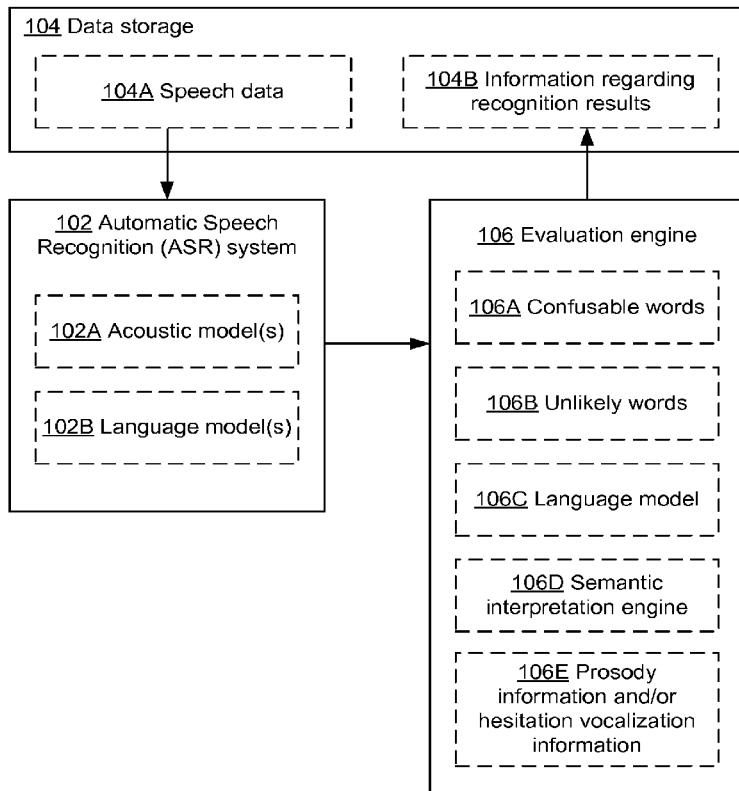 104 Data storage
104A Speech data
104B Information regarding
recognition results
102 Automatic Speech
Recognition (ASR) system
102A Acoustic model(s)
102B Language model(s)
106 Evaluation engine
106A Confusable words
106B Unlikely words
106C Language model
106D Semantic
interpretation engine
106E Prosody
information and/or
hesitation vocalization
information